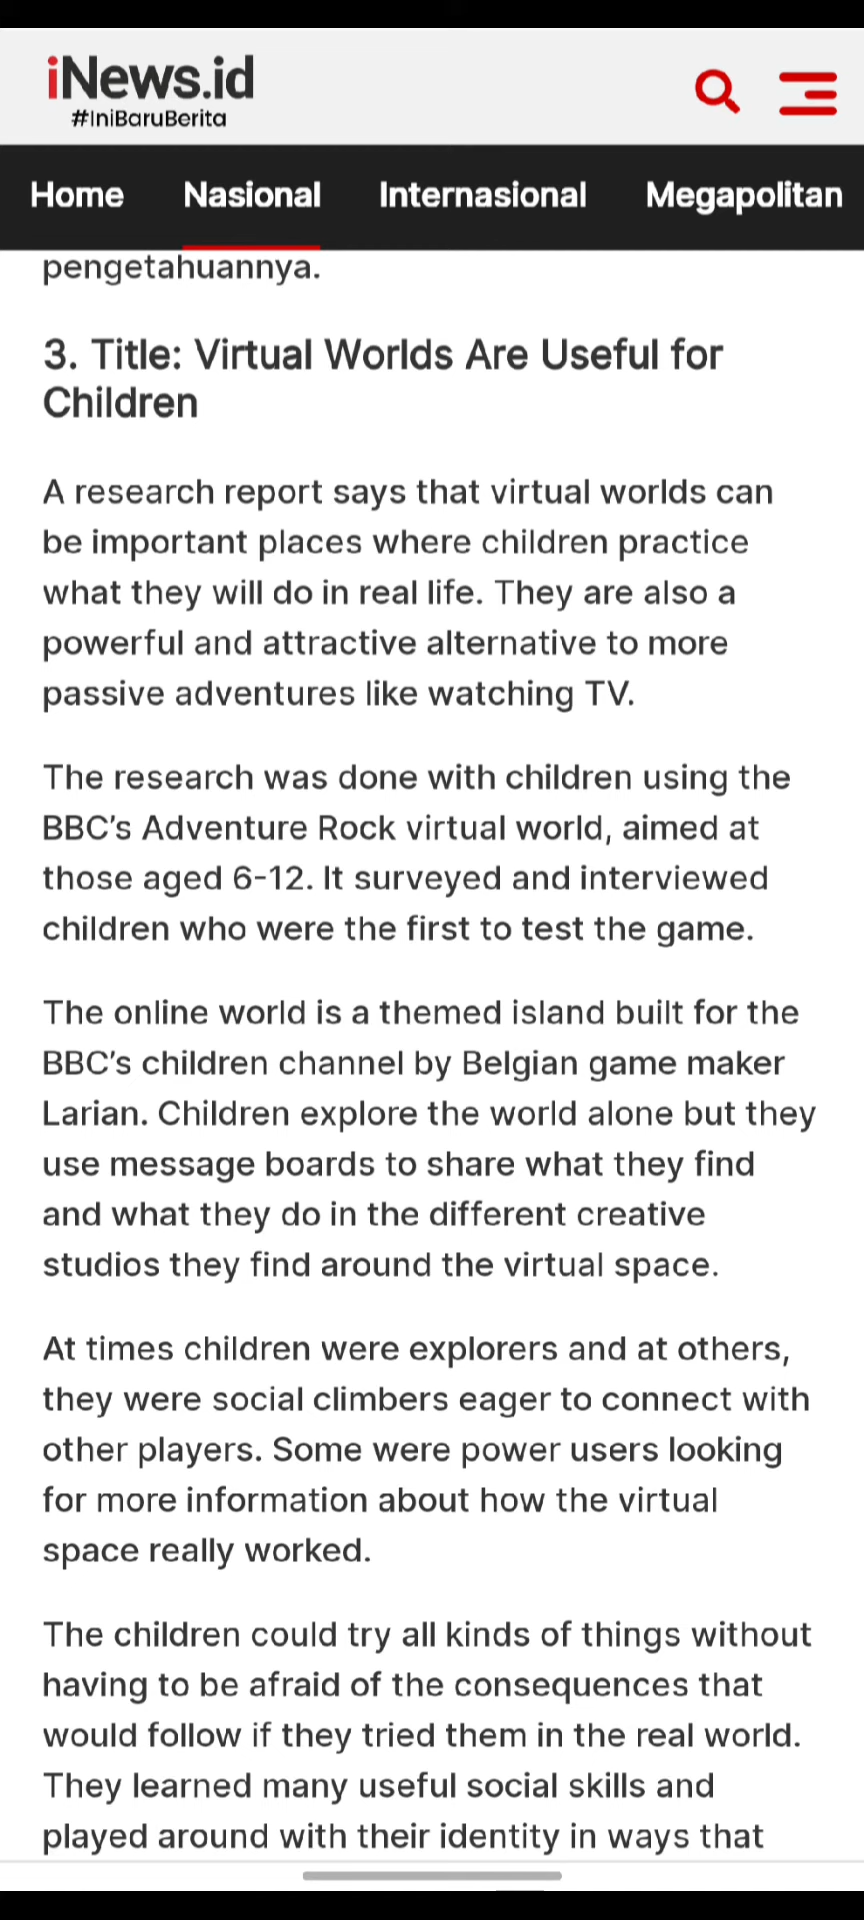 iNews.id
#IniBaruBerita
Home Nasional Internasional Megapolitan
pengetahuannya.
3. Title: Virtual Worlds Are Useful for
Children
A research report says that virtual worlds can
be important places where children practice
what they will do in real life. They are also a
powerful and attractive alternative to more
passive adventures like watching TV.
The research was done with children using the
BBC's Adventure Rock virtual world, aimed at
those aged 6-12. It surveyed and interviewed
children who were the first to test the game.
The online world is a themed island built for the
BBC's children channel by Belgian game maker
Larian. Children explore the world alone but they
use message boards to share what they find
and what they do in the different creative
studios they find around the virtual space.
At times children were explorers and at others,
they were social climbers eager to connect with
other players. Some were power users looking
for more information about how the virtual
space really worked.
The children could try all kinds of things without
having to be afraid of the consequences that
would follow if they tried them in the real world.
They learned many useful social skills and
played around with their identity in ways that